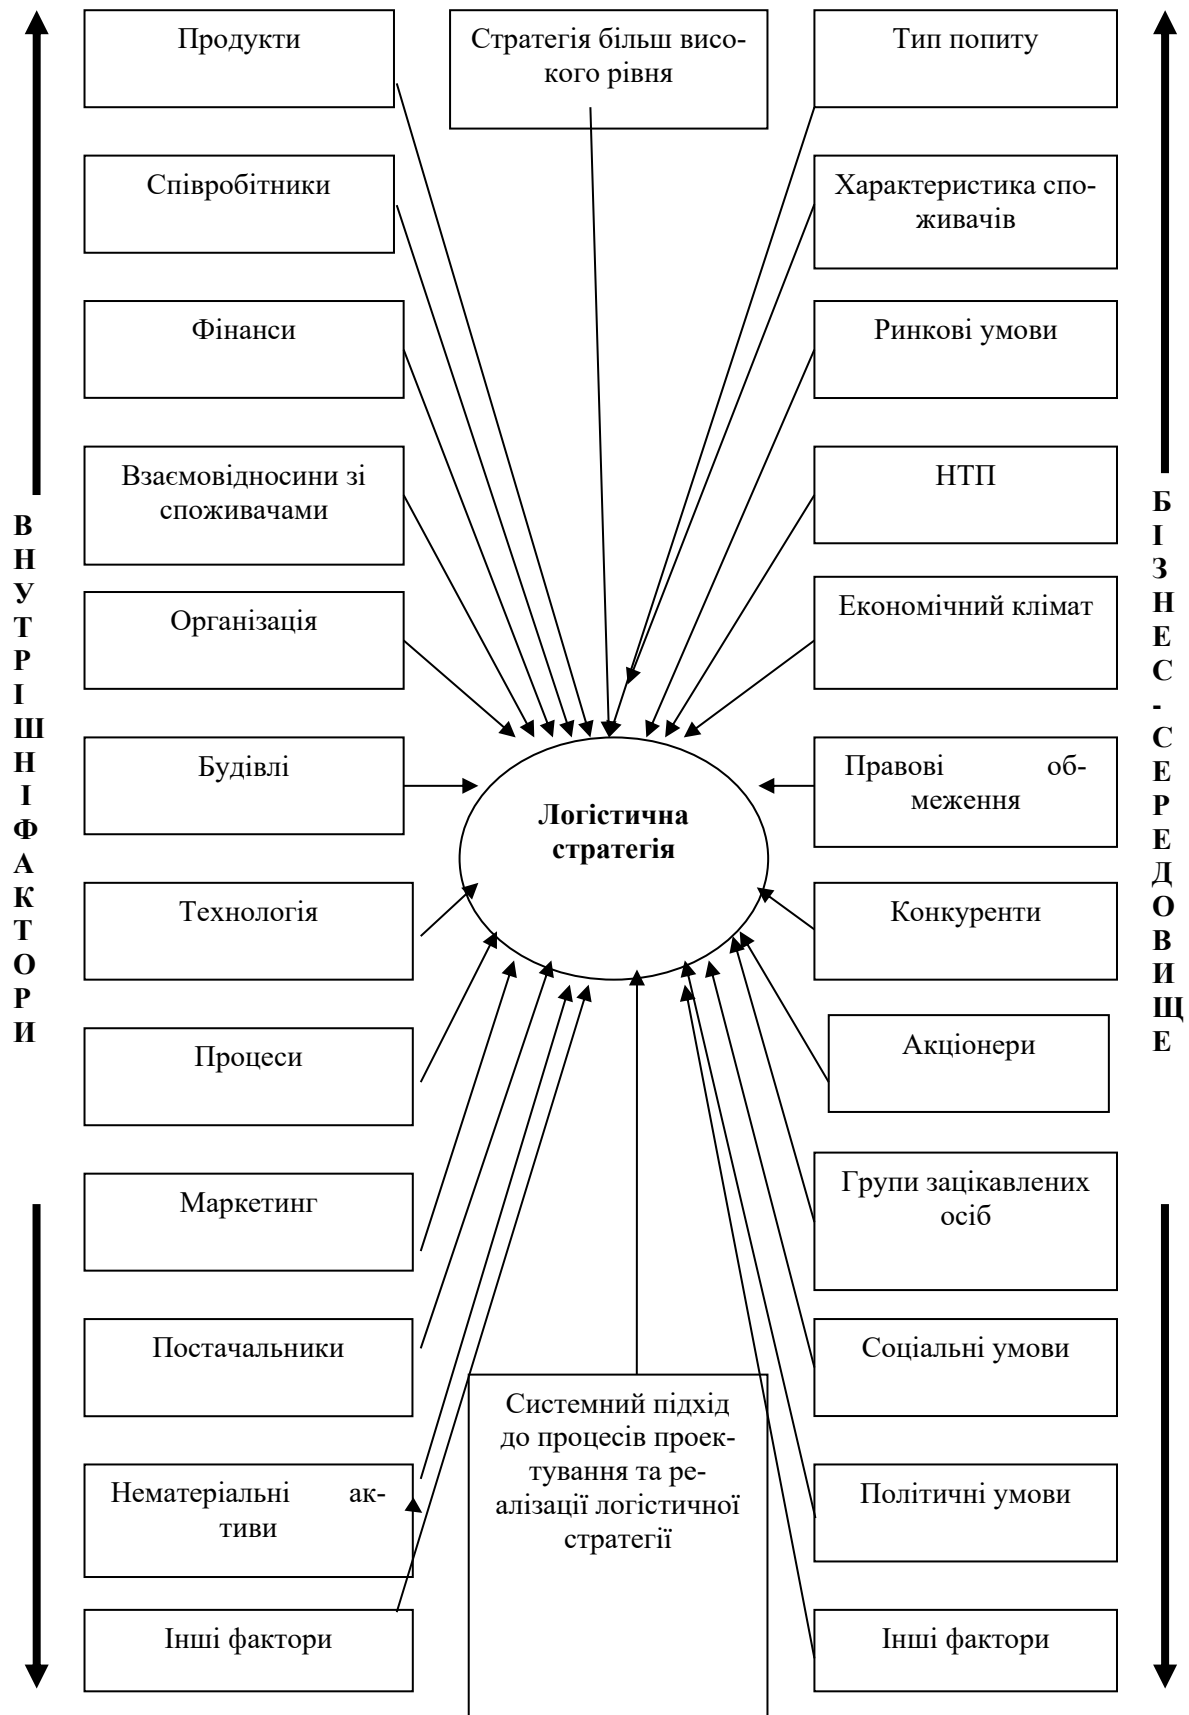 Продукти
Стратегія більш висо-
кого рівня
Тип попиту
Співробітники
Характеристика спо-
живачів
Фінанси
Ринкові умови
Взаємовідносини зі
споживачами
НТП
Організація
Економічний клімат
Будівлі
Правові об-
меження
Логістична
стратегія
Технологія
Конкуренти
Процеси
Акціонери
Маркетинг
Групи зацікавлених
осіб
Постачальники
Соціальні умови
Системний підхід
до процесів проек-
тування та ре-
алізації логістичної
стратегії
Нематеріальні ак-
тиви
Політичні умови
Інші фактори
Інші фактори
В
Н
У
Т
Р
І
Ш
Н
І
Ф
А
К
Т
О
Р
И
Б
І
З
Н
Е
С
-
С
Е
Р
Е
Д
О
В
И
Щ
Е